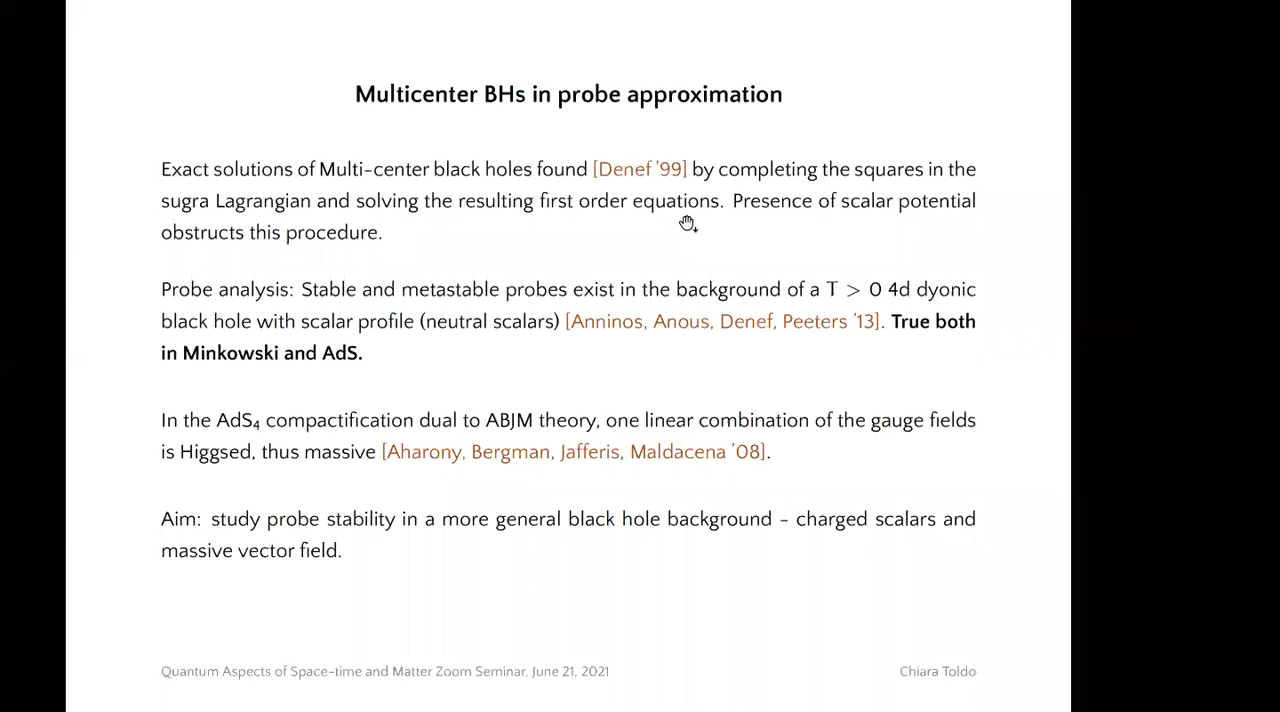 Multicenter BHs in probe approximation
Exact solutions of Multi-center black holes found [Denef '99] by completing the squares in the
sugra Lagrangian and solving the resulting first order equations. Presence of scalar potential
obstructs this procedure.
Probe analysis: Stable and metastable probes exist in the background of a T > 0 4d dyonic
black hole with scalar profile (neutral scalars) [Anninos, Anous, Denef, Peeters '13]. True both
in Minkowski and AdS.
In the AdS₄ compactification dual to ABJM theory, one linear combination of the gauge fields
is Higgsed, thus massive [Aharony, Bergman, Jafferis, Maldacena '08].
Aim: study probe stability in a more general black hole background – charged scalars and
massive vector field.
Quantum Aspects of Space-time and Matter Zoom Seminar, June 21, 2021 Chiara Toldo